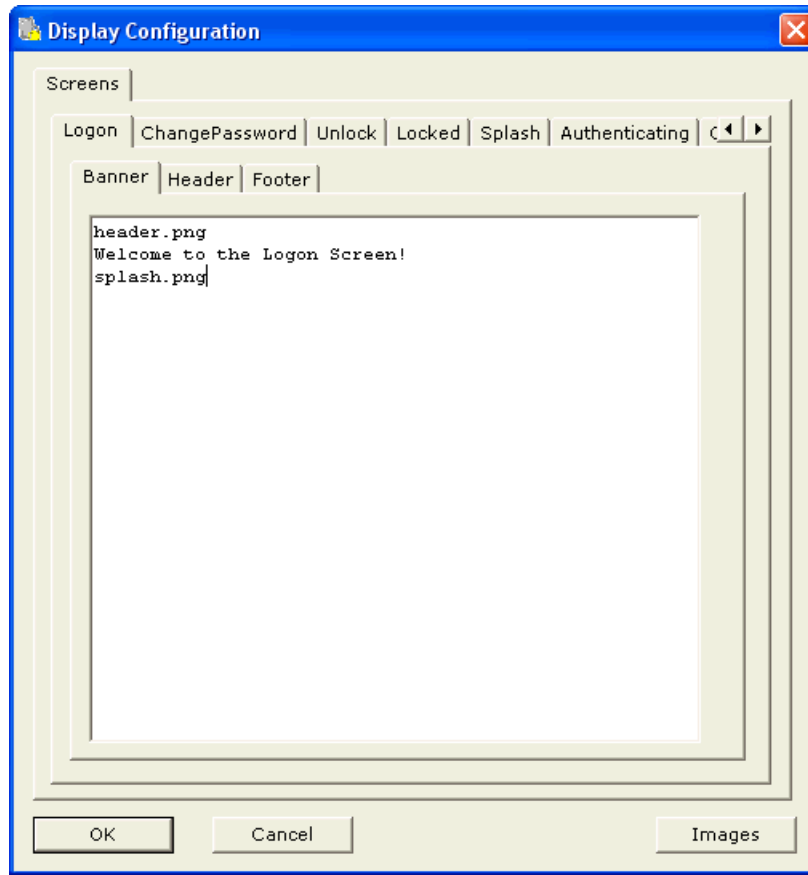 Display Configuration
Screens
Logon ChangePassword Unlock Locked Splash Authenticating
Banner Header Footer
header.png
Welcome to the Logon Screen!
splash.png
OK Cancel Images